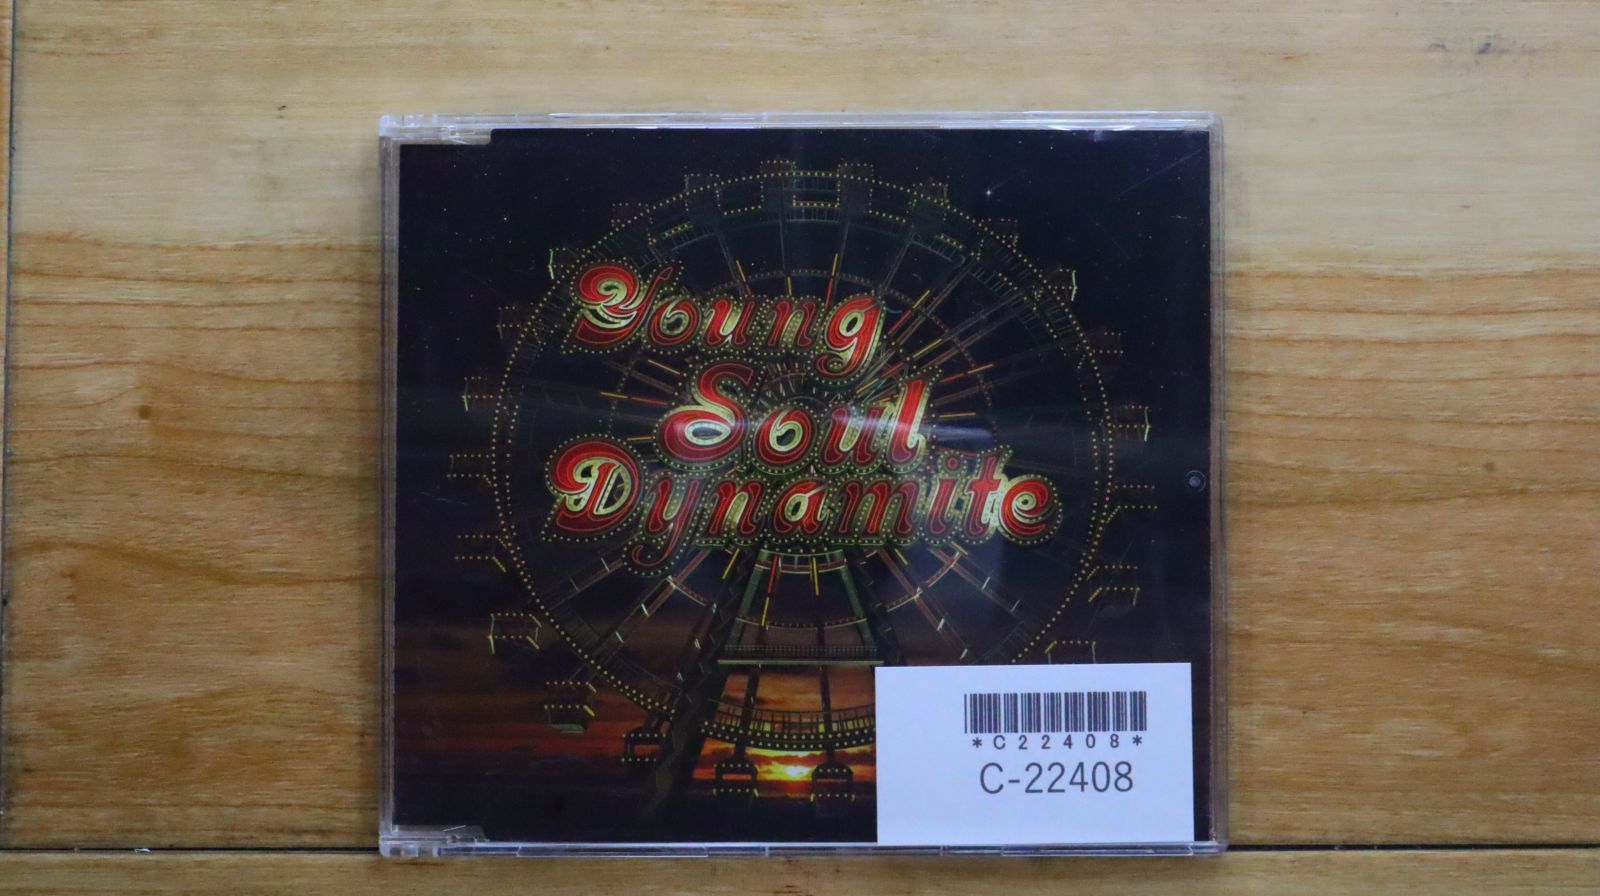 Young
Soul
Dynamite
*C22408*
C-22408